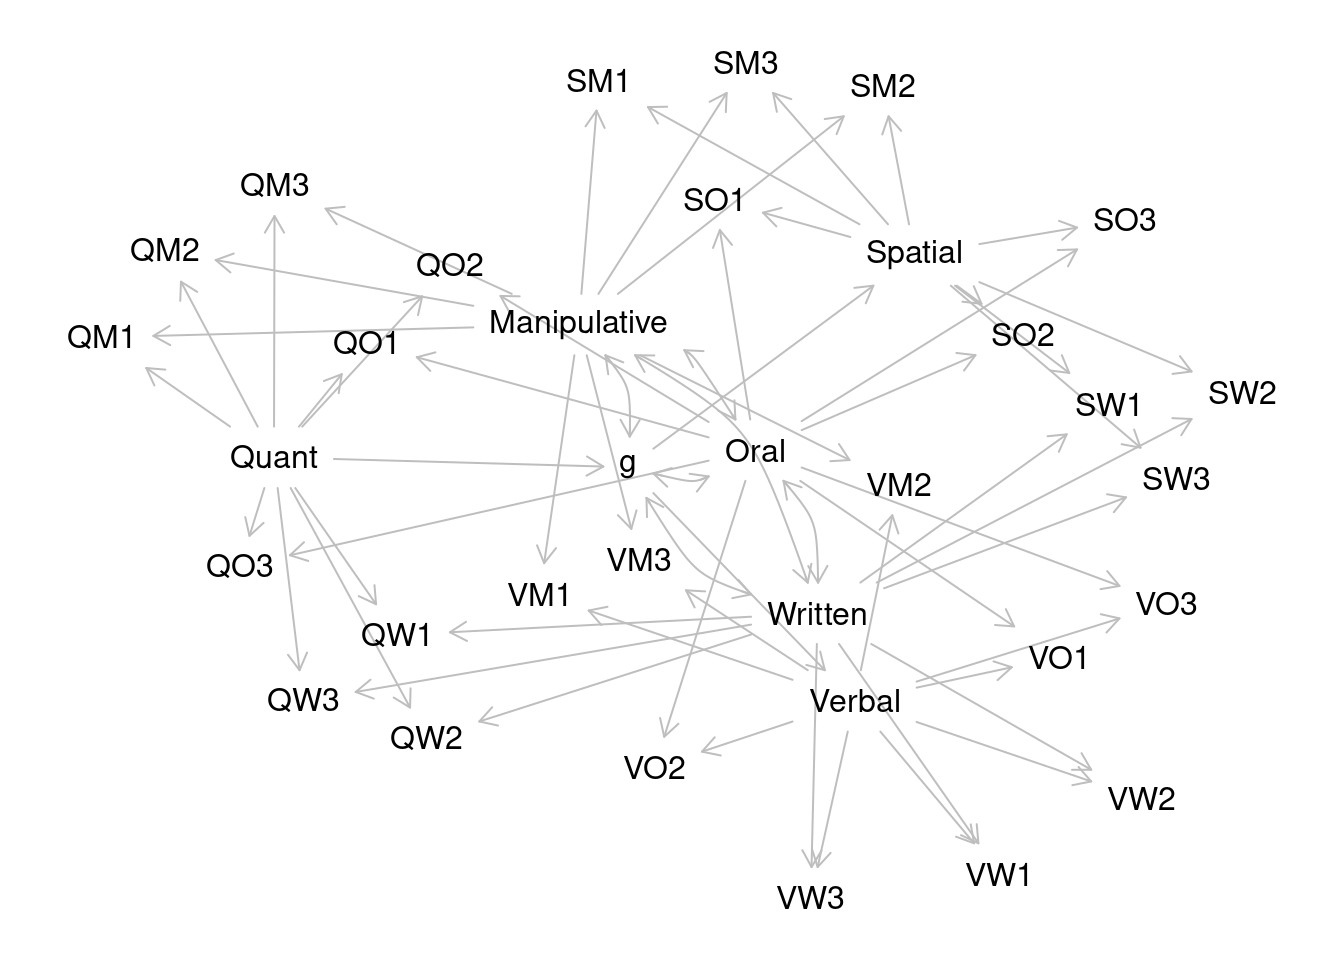 SM3
SM1
SM2
QM3
SO1
SO3
QM2
Spatial
QO2
Manipulative
QM1
QO1
SO2
SW2
SW1
Quant
g
Oral
SW3
VM2
QO3
VM3
VM1
VO3
Written
QW1
VO1
QW3
Verbal
QW2
VO2
VW2
VW1
VW3